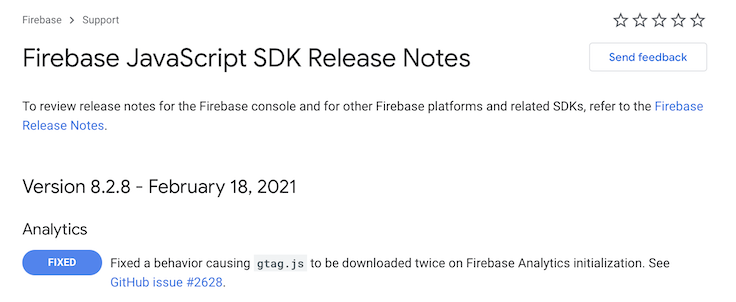 Firebase > Support
Firebase JavaScript SDK Release Notes
Send feedback
To review release notes for the Firebase console and for other Firebase platforms and related SDKs, refer to the Firebase
Release Notes.
Version 8.2.8 - February 18, 2021
Analytics
FIXED Fixed a behavior causing gtag.js to be downloaded twice on Firebase Analytics initialization. See
GitHub issue #2628.